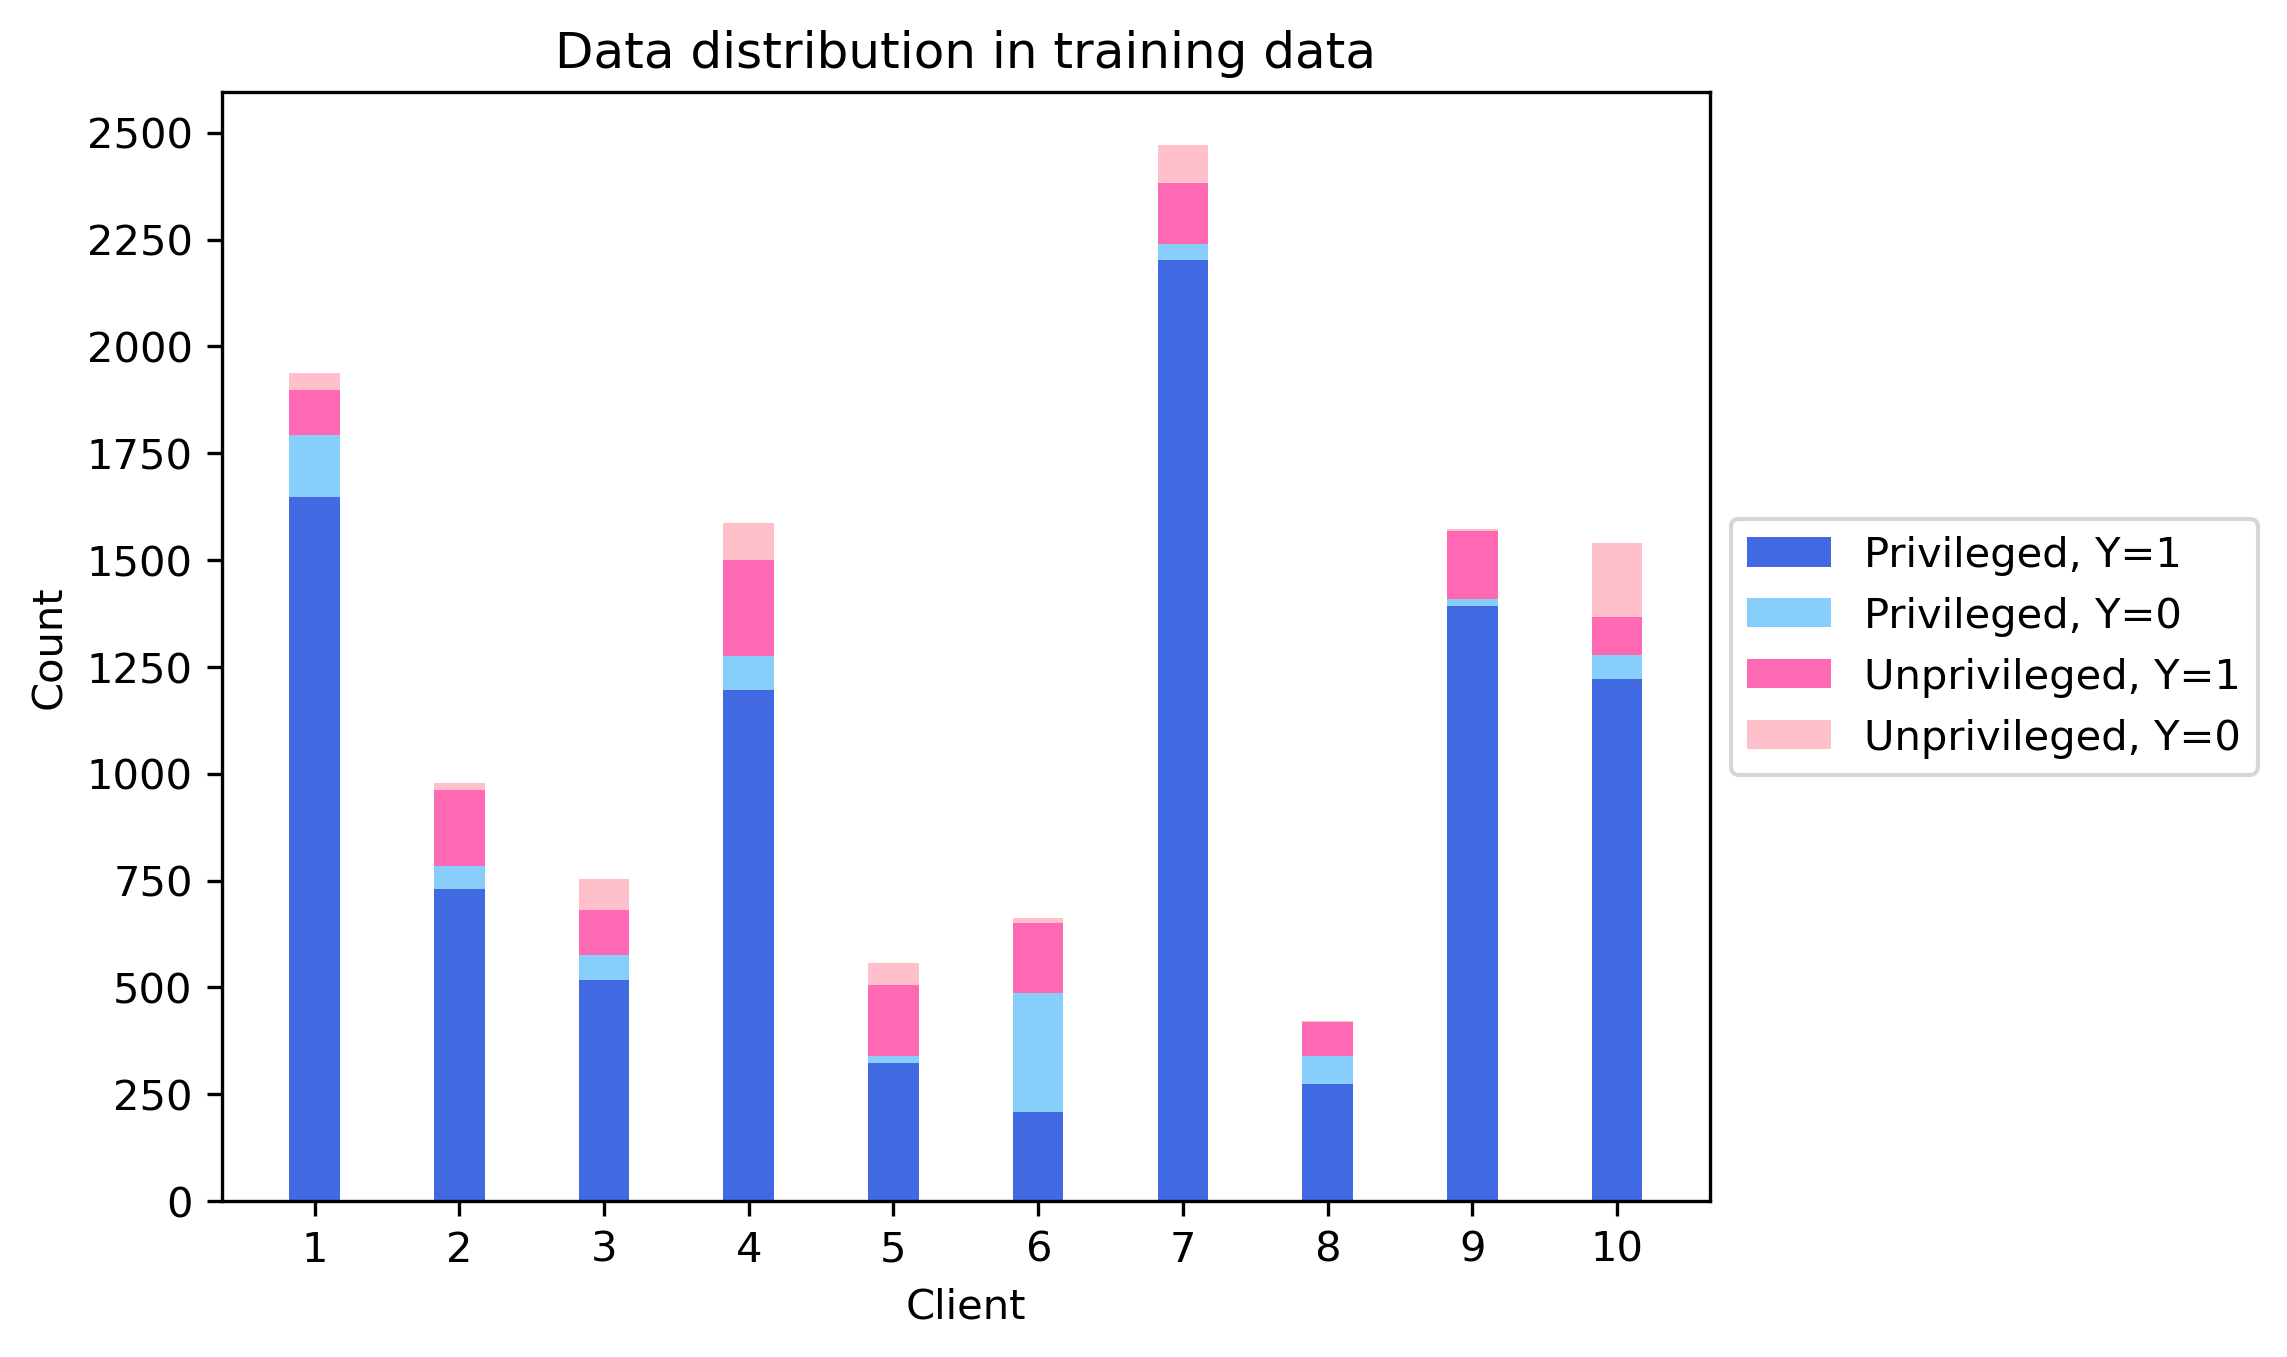 Data distribution in training data
2500
2250
2000
1750
1500
1250
1000
750
500
250
0
Count
1 2 3 4 5 6 7 8 9 10
Client
Privileged, Y=1
Privileged, Y=0
Unprivileged, Y=1
Unprivileged, Y=0